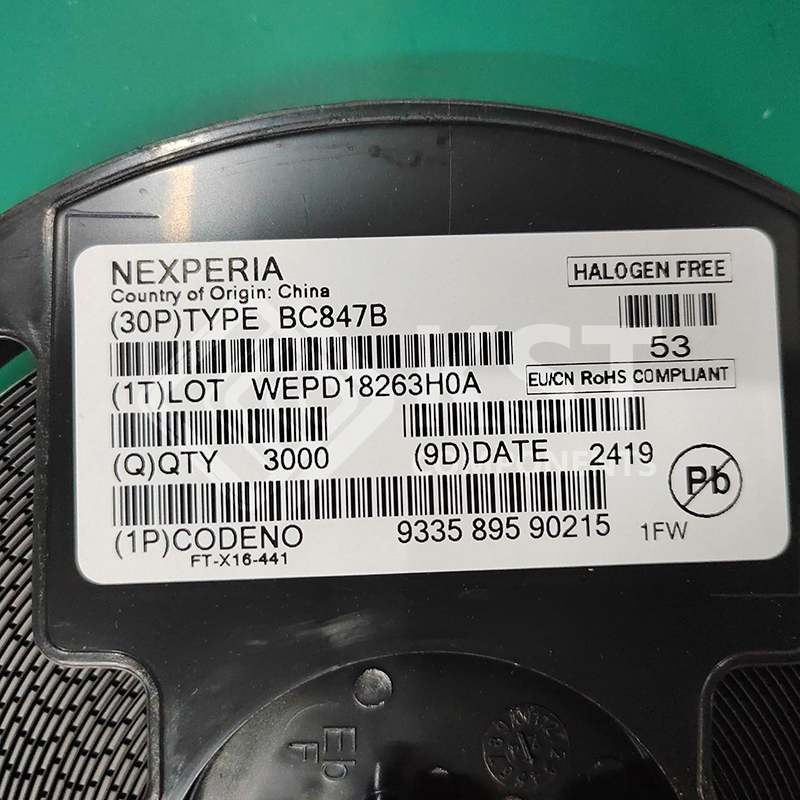 NEXPERIA
HALOGEN FREE
Country of Origin: China
(30P)TYPE BC847B
53
(1T)LOT WEPD18263H0A
EU/CN RoHS COMPLIANT
(Q)QTY 3000
(9D)DATE 2419
COMPONENTS
Pb
(1P)CODENO 9335 895 90215
1FW
FT-X16-441